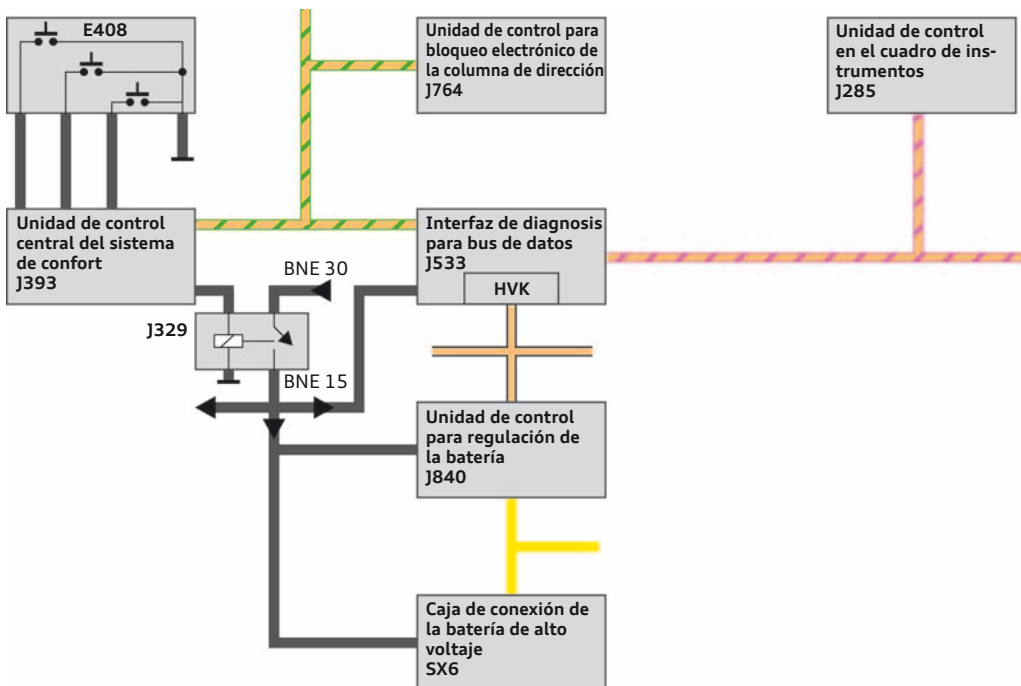 E408
Unidad de control para
bloqueo electrónico de
la columna de dirección
J764
Unidad de control
en el cuadro de ins-
trumentos
J285
Unidad de control
central del sistema
de confort
J393
Interfaz de diagnosis
para bus de datos
J533
HVK
BNE 30
J329
BNE 15
Unidad de control
para regulación de
la batería
J840
Caja de conexión de
la batería de alto
voltaje
SX6